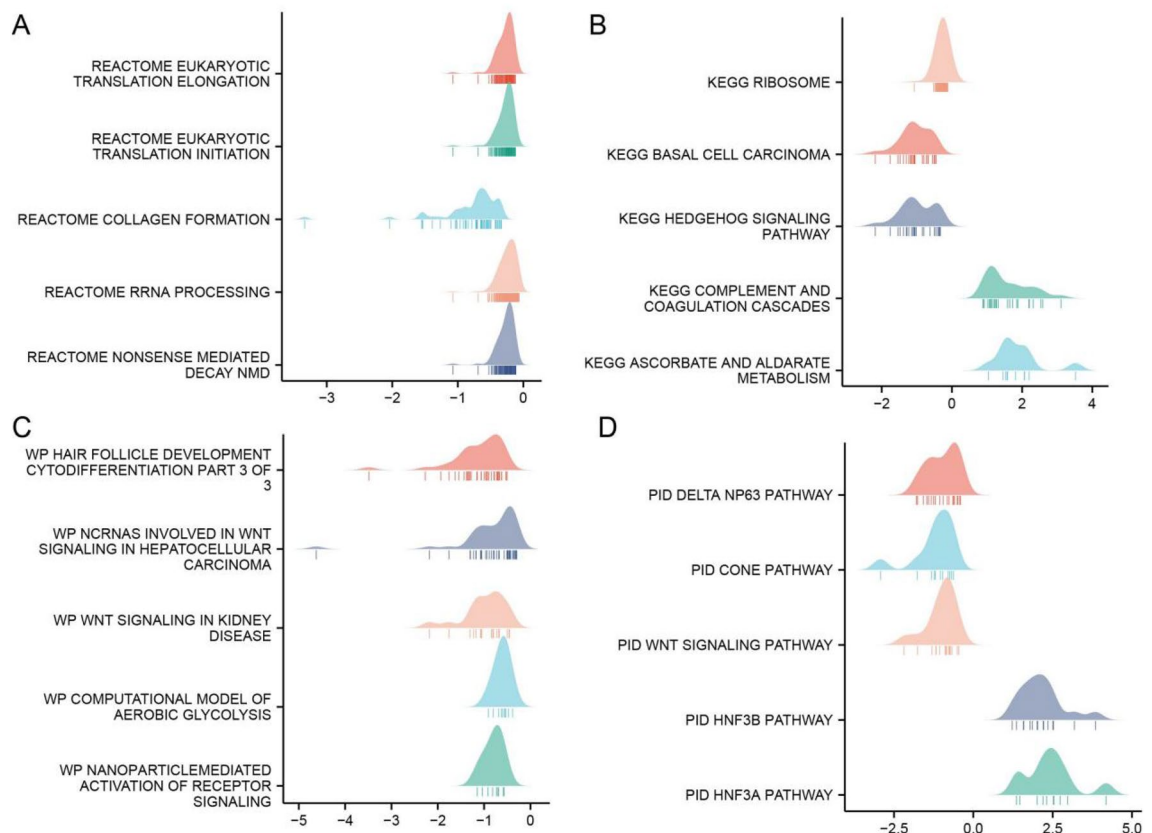 A
REACTOME EUKARYOTIC
TRANSLATION ELONGATION
REACTOME EUKARYOTIC
TRANSLATION INITIATION
REACTOME COLLAGEN FORMATION
REACTOME RRNA PROCESSING
REACTOME NONSENSE MEDIATED
DECAY NMD
−3 −2 −1 0
B
KEGG RIBOSOME
KEGG BASAL CELL CARCINOMA
KEGG HEDGEHOG SIGNALING
PATHWAY
KEGG COMPLEMENT AND
COAGULATION CASCADES
KEGG ASCORBATE AND ALDARATE
METABOLISM
−2 0 2 4
C
WP HAIR FOLLICLE DEVELOPMENT
CYTODIFFERENTIATION PART 3 OF
3
WP NCRNAS INVOLVED IN WNT
SIGNALING IN HEPATOCELLULAR
CARCINOMA
WP WNT SIGNALING IN KIDNEY
DISEASE
WP COMPUTATIONAL MODEL OF
AEROBIC GLYCOLYSIS
WP NANOPARTICLEMEDIATED
ACTIVATION OF RECEPTOR
SIGNALING
−5 −4 −3 −2 −1 0
D
PID DELTA NP63 PATHWAY
PID CONE PATHWAY
PID WNT SIGNALING PATHWAY
PID HNF3B PATHWAY
PID HNF3A PATHWAY
−2.5 0.0 2.5 5.0